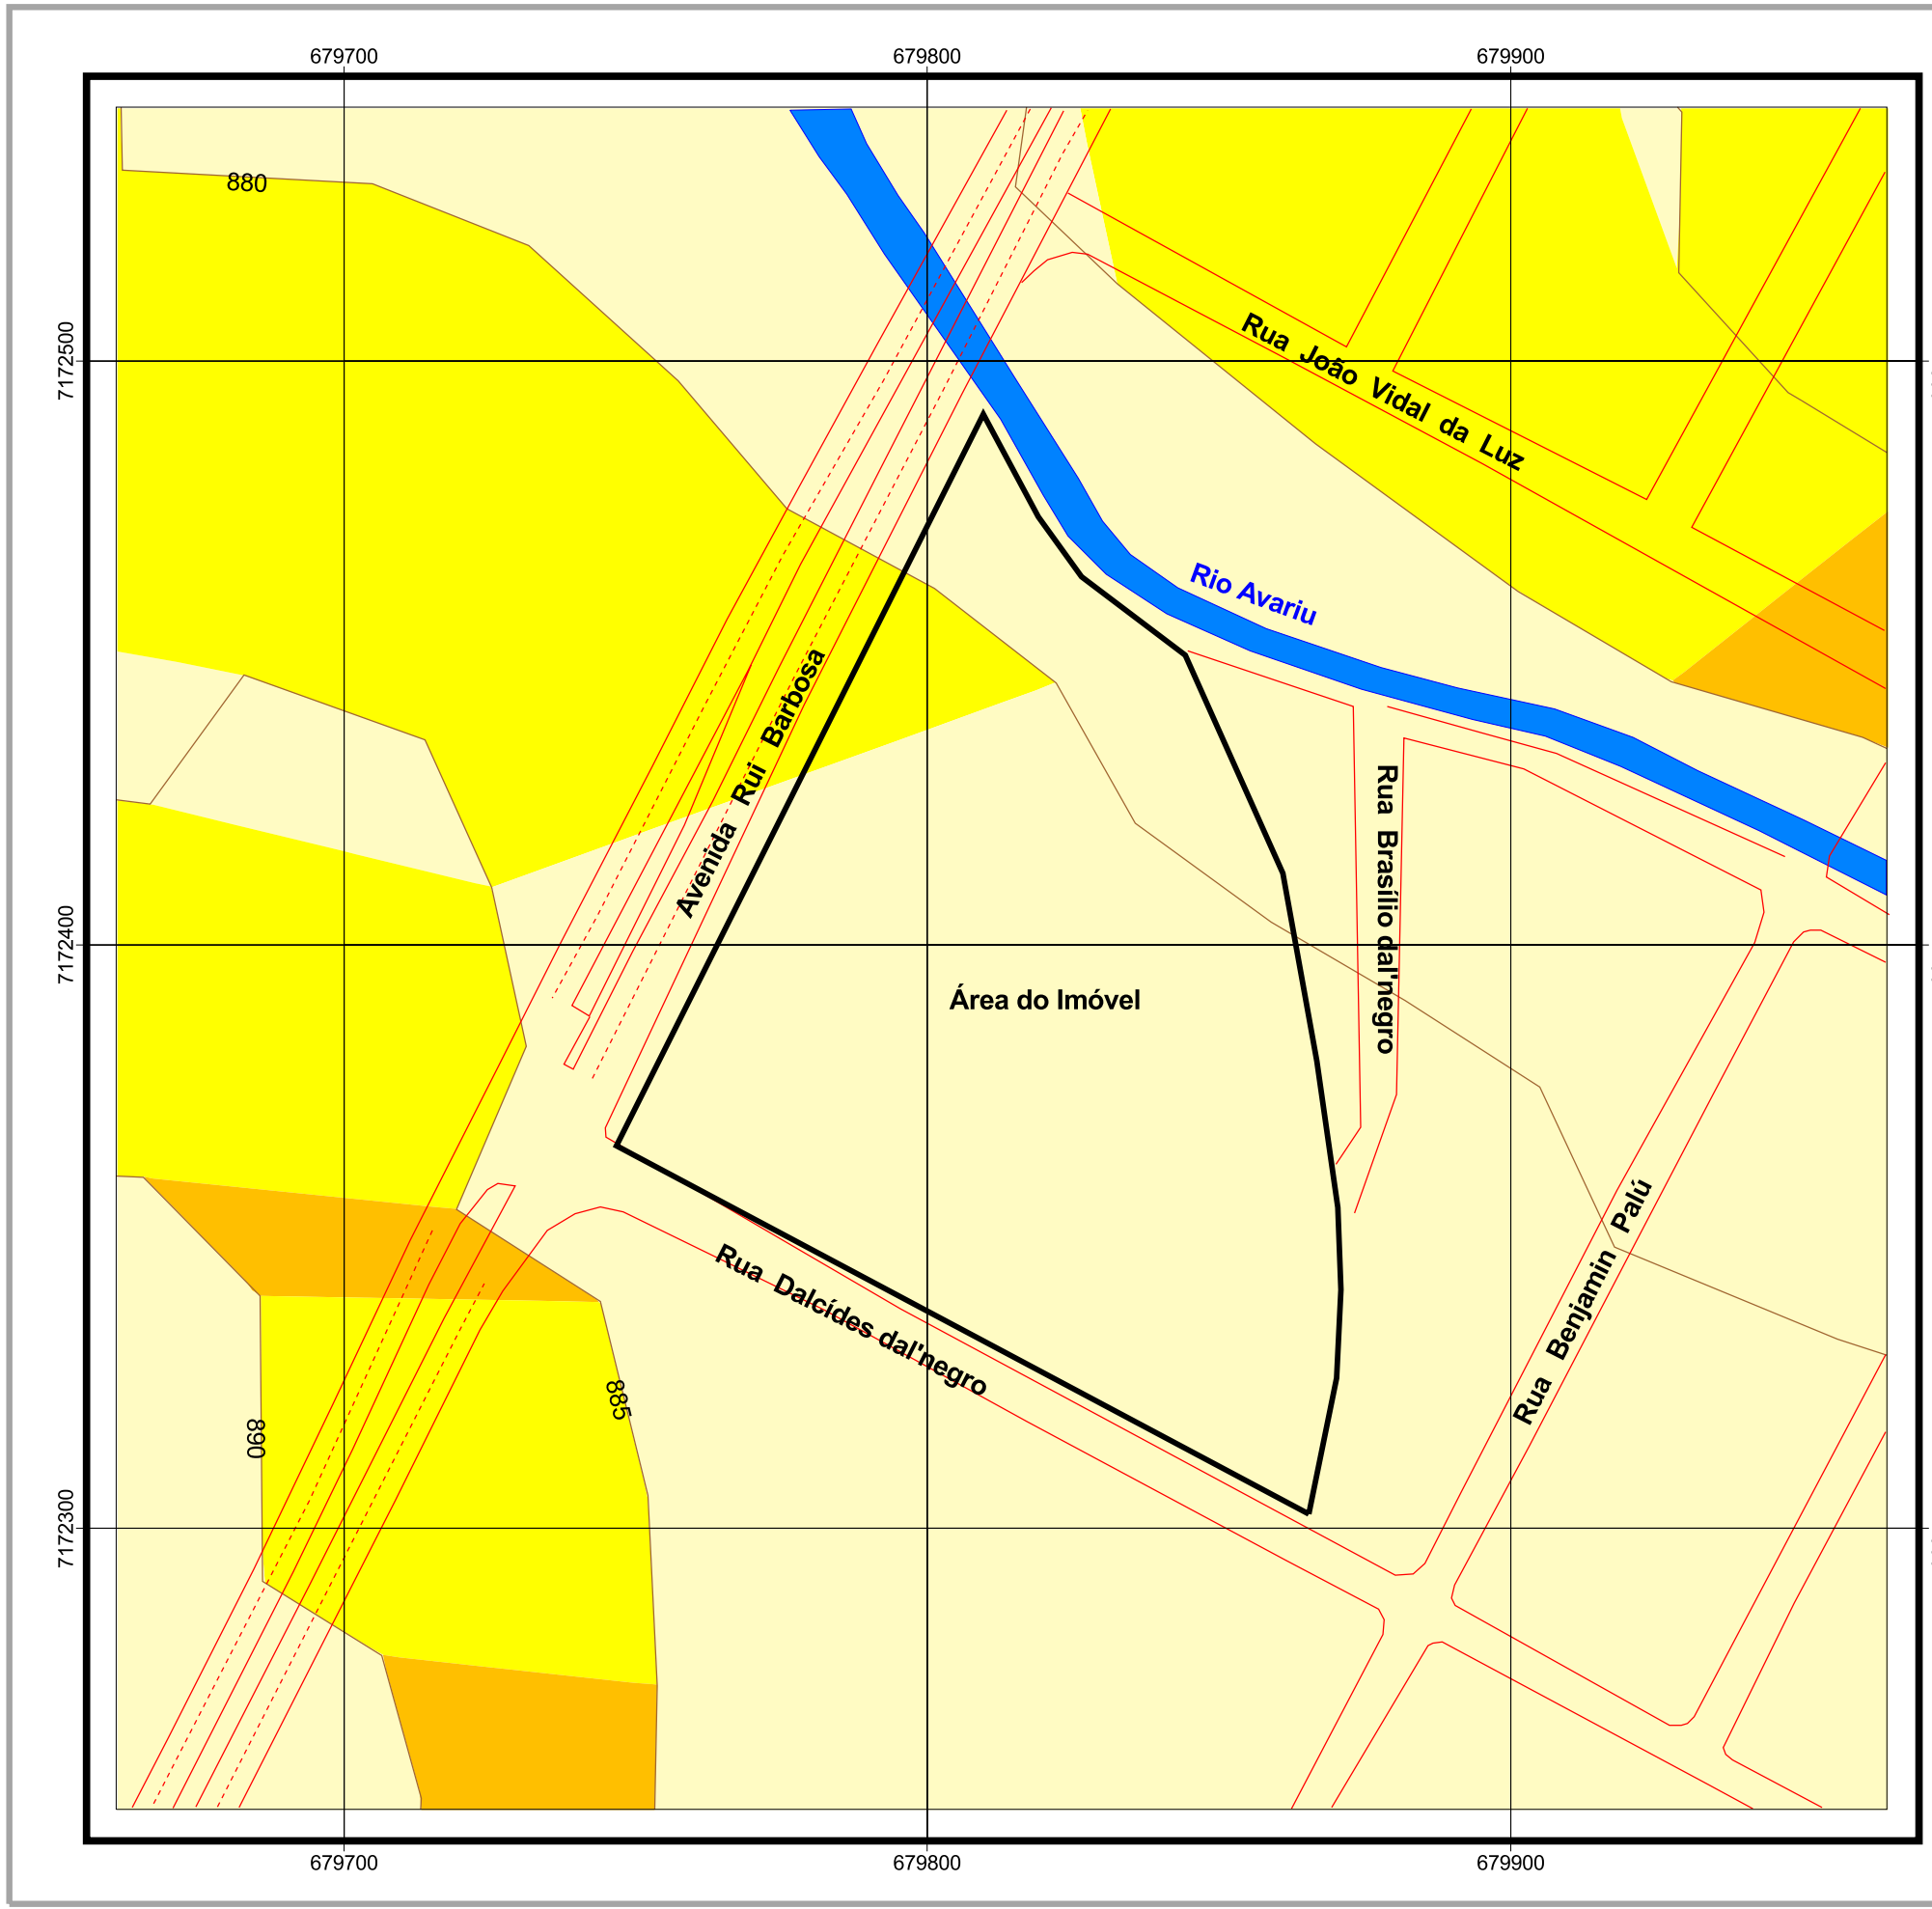 679700 679800 679900
880
7172500
Rua João Vidal da Luz
Rio Avariu
Avenida Rui Barbosa
Rua Brasílio dal'negro
7172400
Área do Imóvel
Rua Benjamin Palú
Rua Dalcídes dal'negro
885
890
7172300
679700 679800 679900